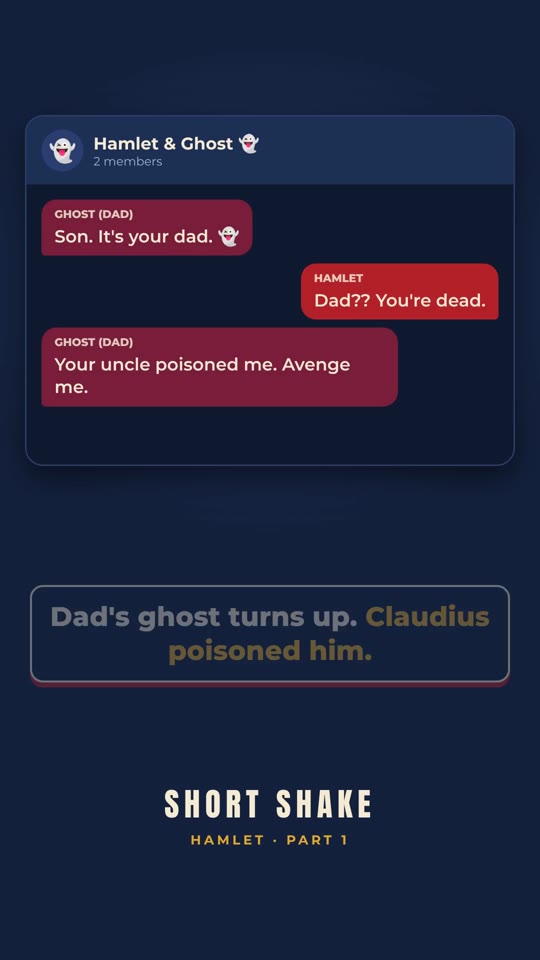 Hamlet & Ghost 👻
2 members
GHOST (DAD)
Son. It's your dad. 👻
HAMLET
Dad?? You're dead.
GHOST (DAD)
Your uncle poisoned me. Avenge
me.
Dad's ghost turns up. Claudius
poisoned him.
SHORT SHAKE
HAMLET · PART 1